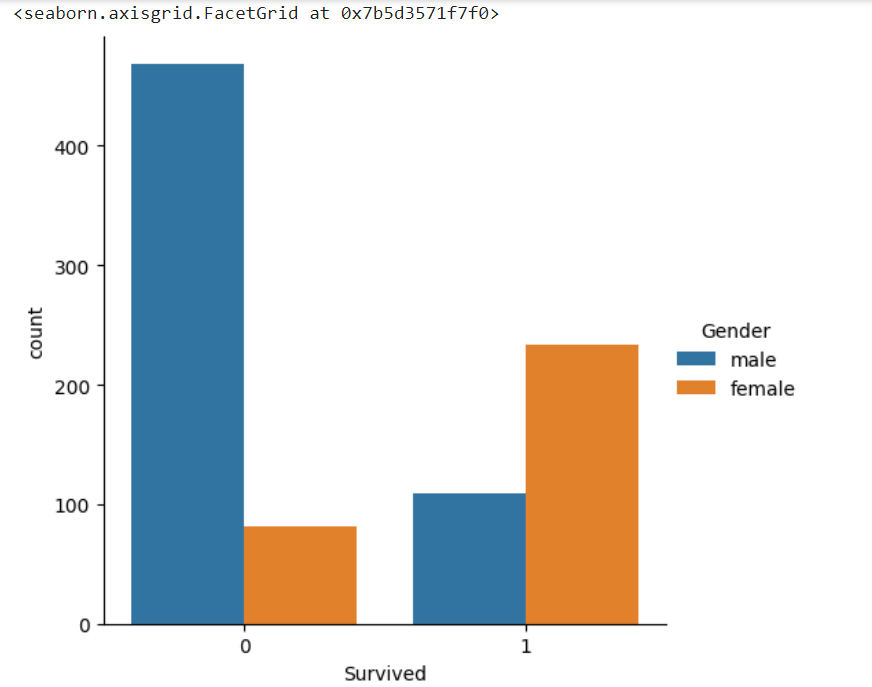 <seaborn.axisgrid.FacetGrid at 0x7b5d3571f7f0>
400
300
200
100
0
count
0
1
Survived
Gender
male
female